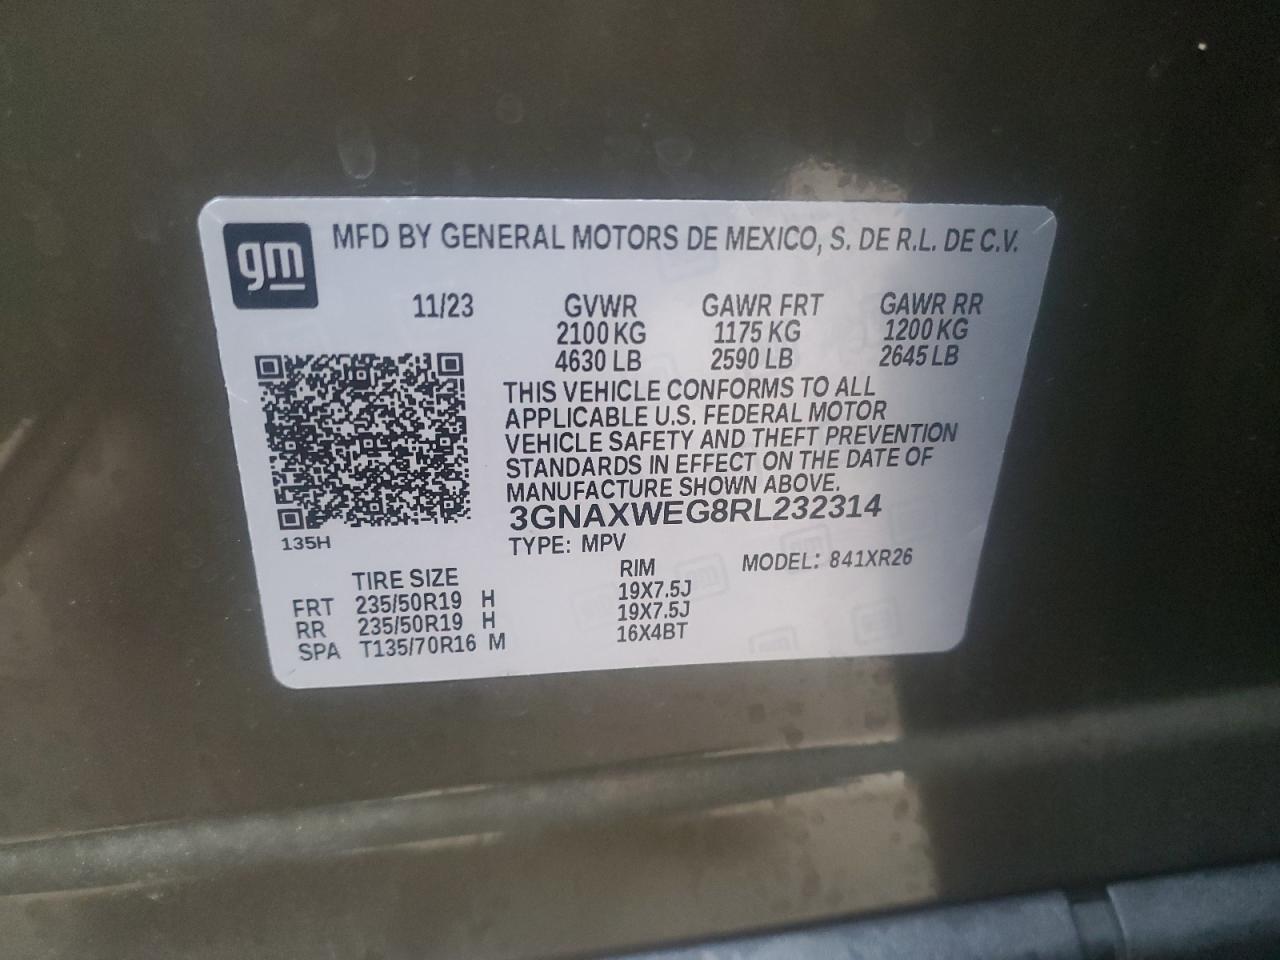 gm MFD BY GENERAL MOTORS DE MEXICO, S. DE R.L. DE C.V.
11/23 GVWR GAWR FRT GAWR RR
2100 KG 1175 KG 1200 KG
4630 LB 2590 LB 2645 LB
THIS VEHICLE CONFORMS TO ALL
APPLICABLE U.S. FEDERAL MOTOR
VEHICLE SAFETY AND THEFT PREVENTION
STANDARDS IN EFFECT ON THE DATE OF
MANUFACTURE SHOWN ABOVE.
3GNAXWEG8RL232314
135H
TYPE: MPV
TIRE SIZE RIM MODEL: 841XR26
FRT 235/50R19 H 19X7.5J
RR 235/50R19 H 19X7.5J
SPA T135/70R16 M 16X4BT